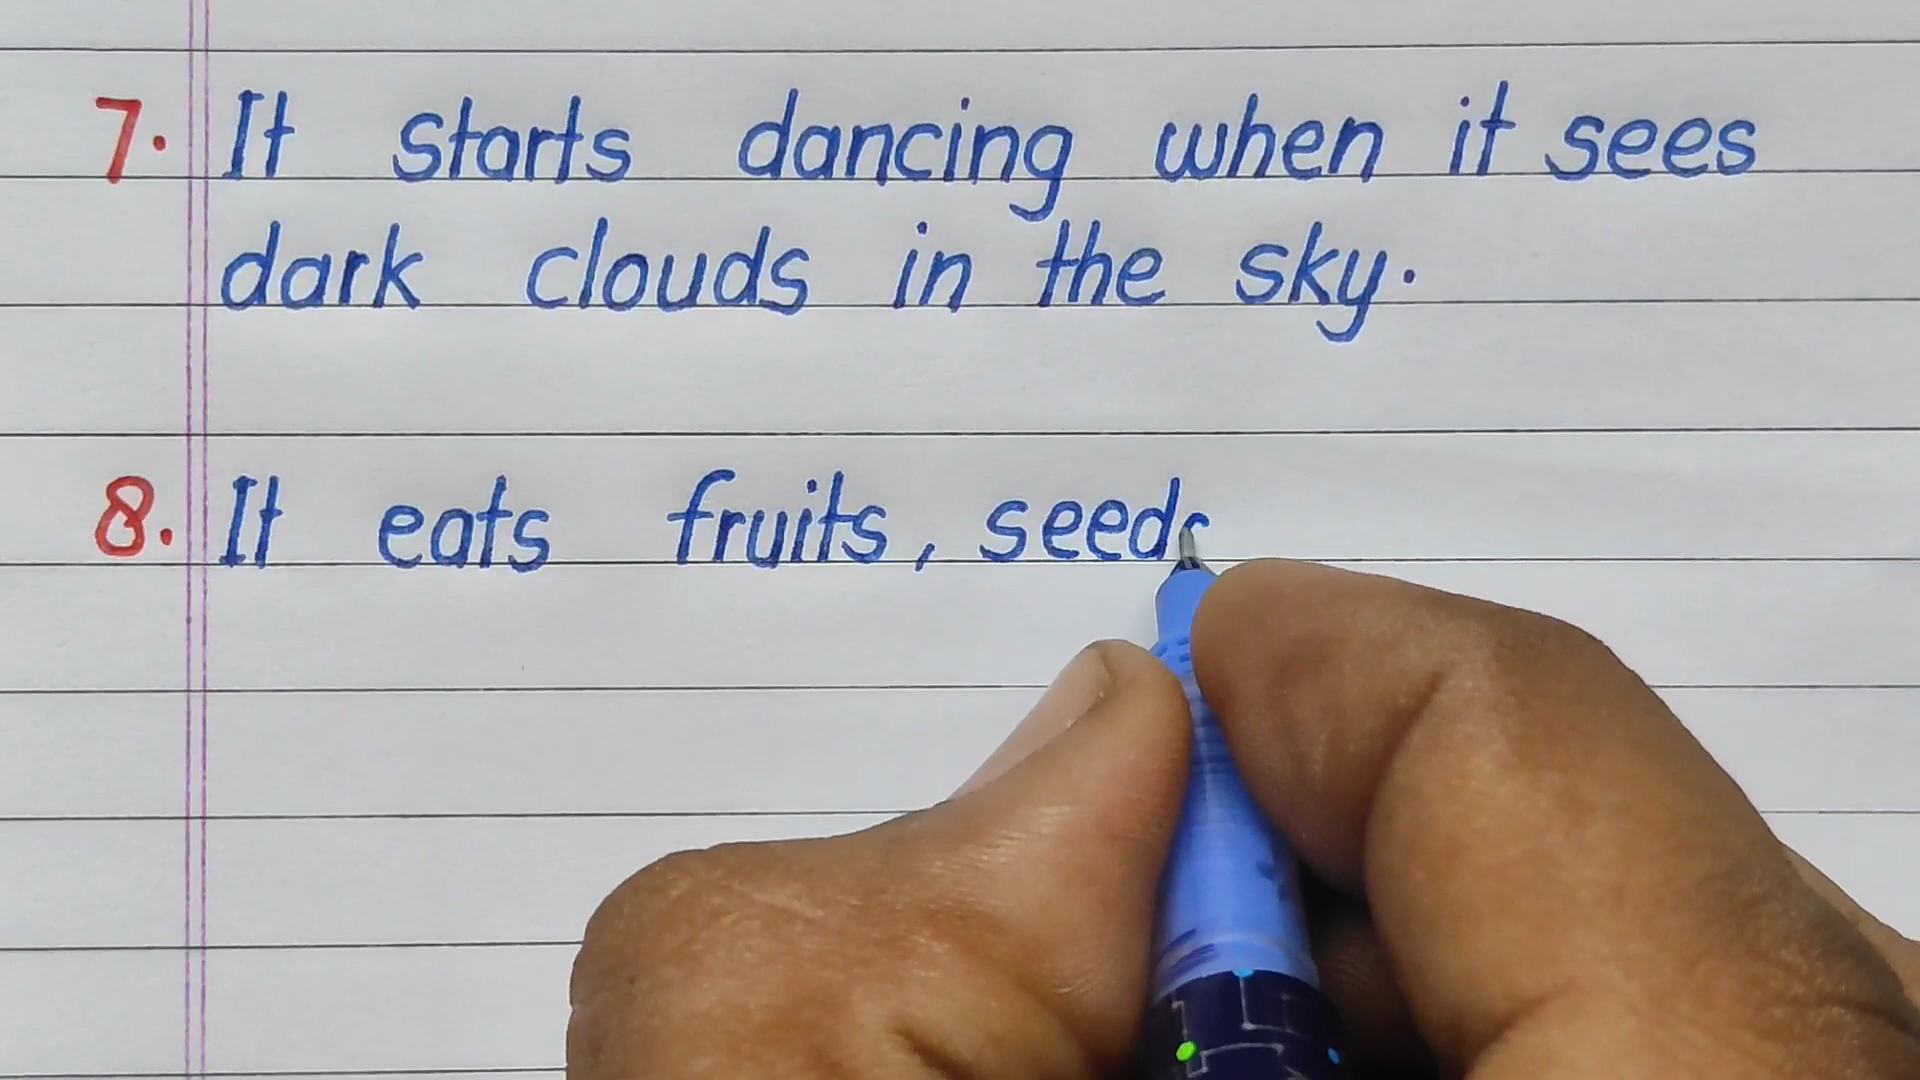 7. It starts dancing when it sees
dark clouds in the sky.
8. It eats fruits, seeds